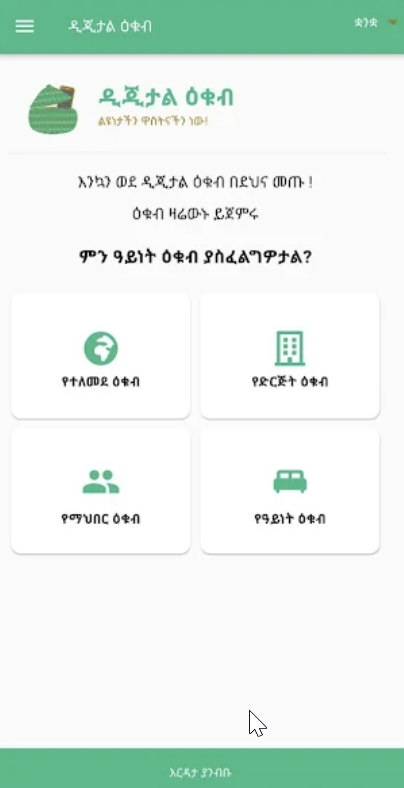 ዲጂታል ዕቁብ
ቋንቋ
ዲጂታል ዕቁብ
ልዩነታችን ዋስትናችን ነው!
እንኳን ወደ ዲጂታል ዕቁብ በደህና መጡ !
ዕቁብ ዛሬውኑ ይጀምሩ
ምን ዓይነት ዕቁብ ያስፈልግዎታል?
የተለመደ ዕቁብ
የድርጅት ዕቁብ
የማህበር ዕቁብ
የዓይነት ዕቁብ
እርዳታ ያግኙ